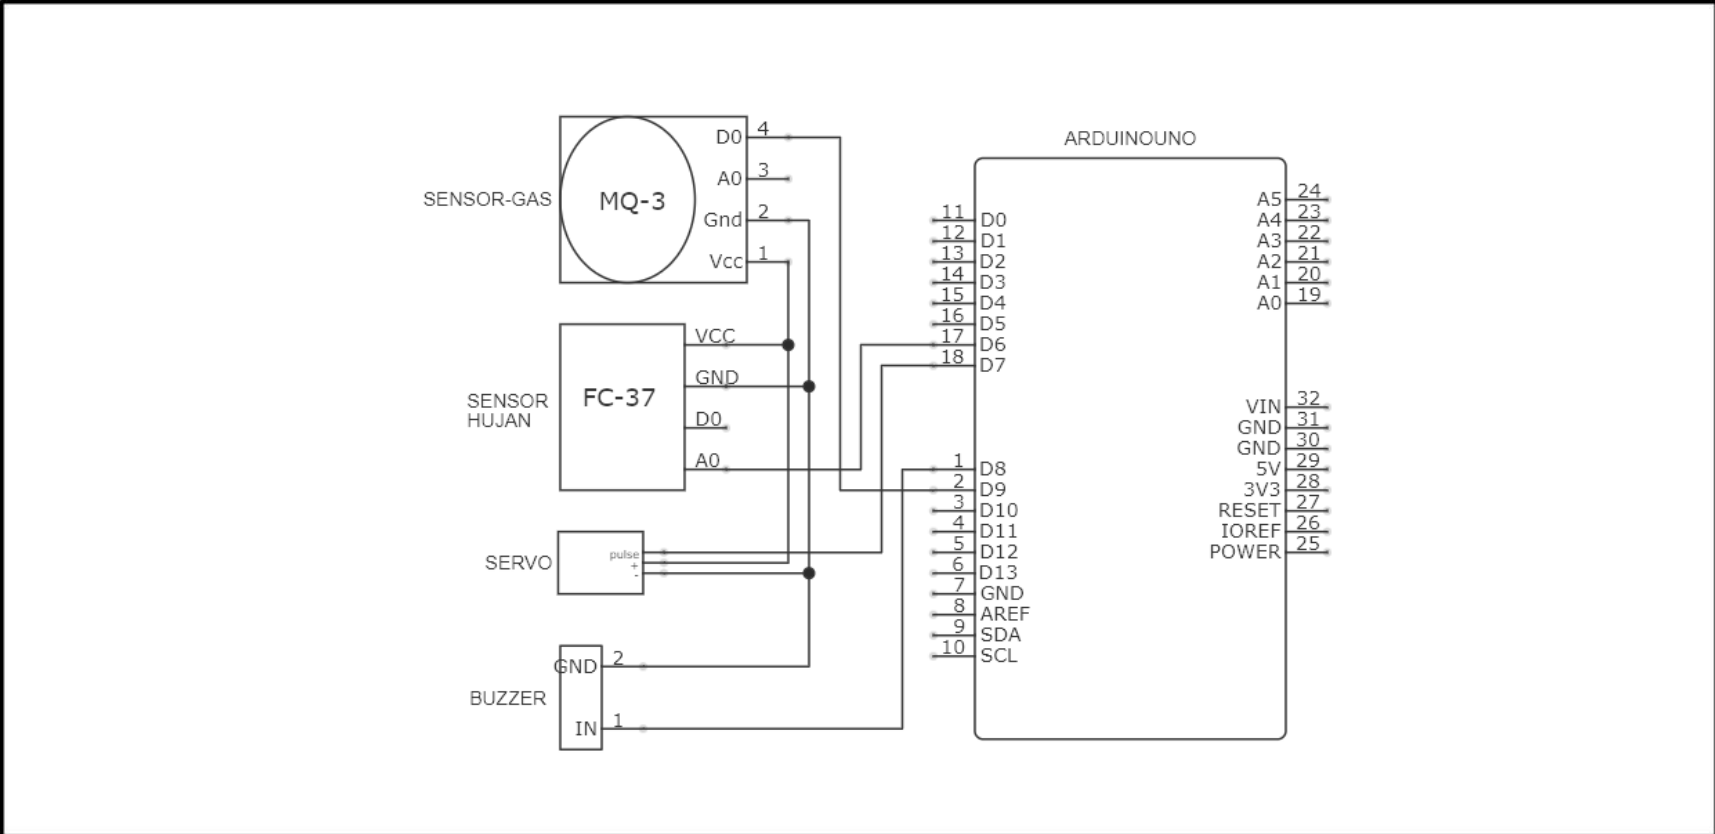 SENSOR-GAS
MQ-3
D0 4
A0 3
Gnd 2
Vcc 1
SENSOR
HUJAN
FC-37
VCC
GND
D0
A0
SERVO
pulse
+
-
BUZZER
GND 2
IN 1
ARDUINOUNO
11 D0
12 D1
13 D2
14 D3
15 D4
16 D5
17 D6
18 D7
1 D8
2 D9
3 D10
4 D11
5 D12
6 D13
7 GND
8 AREF
9 SDA
10 SCL
A5 24
A4 23
A3 22
A2 21
A1 20
A0 19
VIN 32
GND 31
GND 30
5V 29
3V3 28
RESET 27
IOREF 26
POWER 25